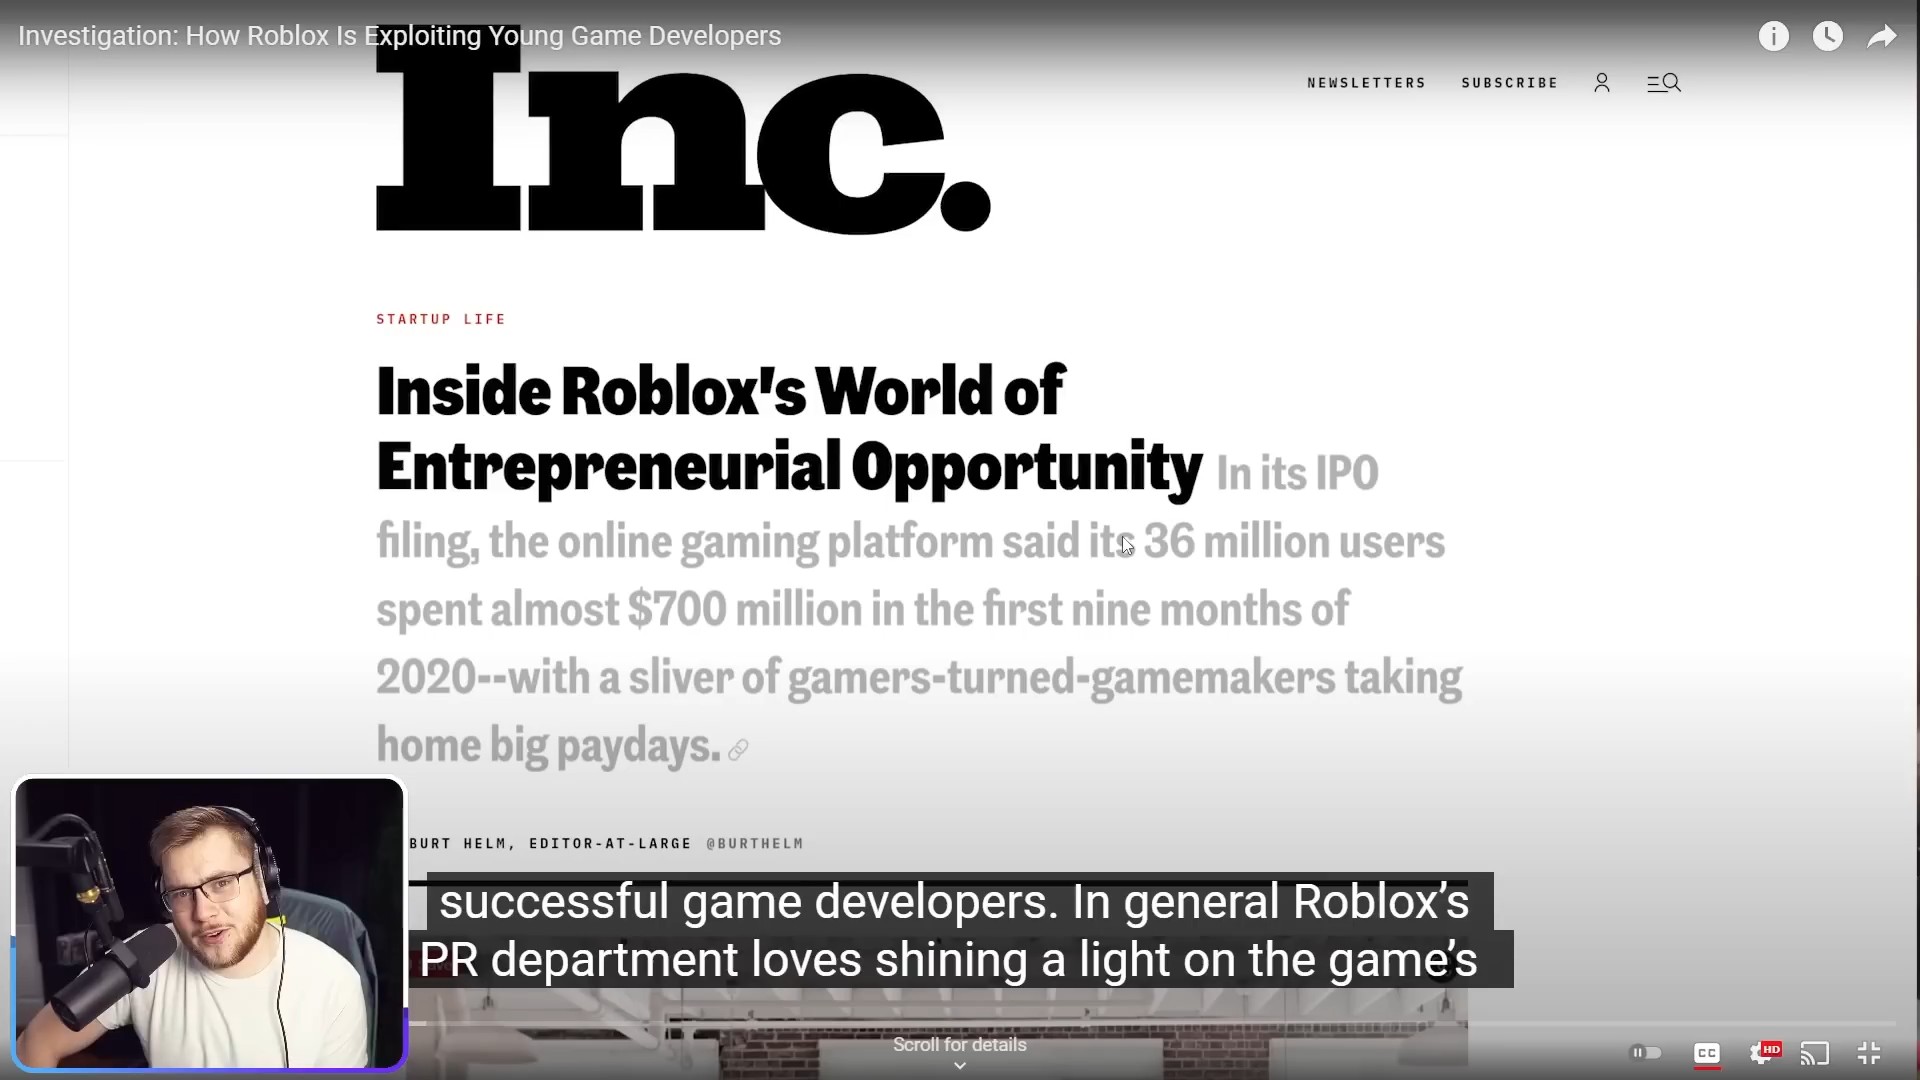 Investigation: How Roblox Is Exploiting Young Game Developers
Inc.
NEWSLETTERS SUBSCRIBE
STARTUP LIFE
Inside Roblox's World of
Entrepreneurial Opportunity In its IPO
filing, the online gaming platform said its 36 million users
spent almost $700 million in the first nine months of
2020--with a sliver of gamers-turned-gamemakers taking
home big paydays.
BURT HELM, EDITOR-AT-LARGE @BURTHELM
successful game developers. In general Roblox’s
PR department loves shining a light on the game’s
Scroll for details
CC
HD